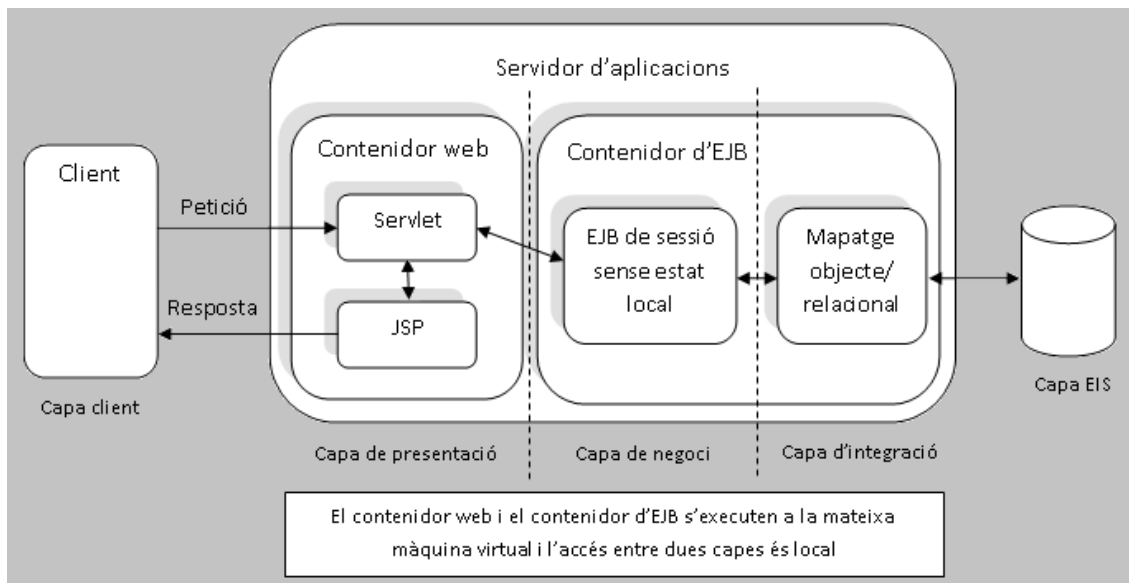 Servidor d'aplicacions
Contenidor web
Contenidor d'EJB
Client
Petició
Servlet
EJB de sessió
sense estat
local
Mapatge
objecte/
relacional
Resposta
JSP
Capa client
Capa EIS
Capa de presentació
Capa de negoci
Capa d'integració
El contenidor web i el contenidor d'EJB s'executen a la mateixa
màquina virtual i l'accés entre dues capes és local